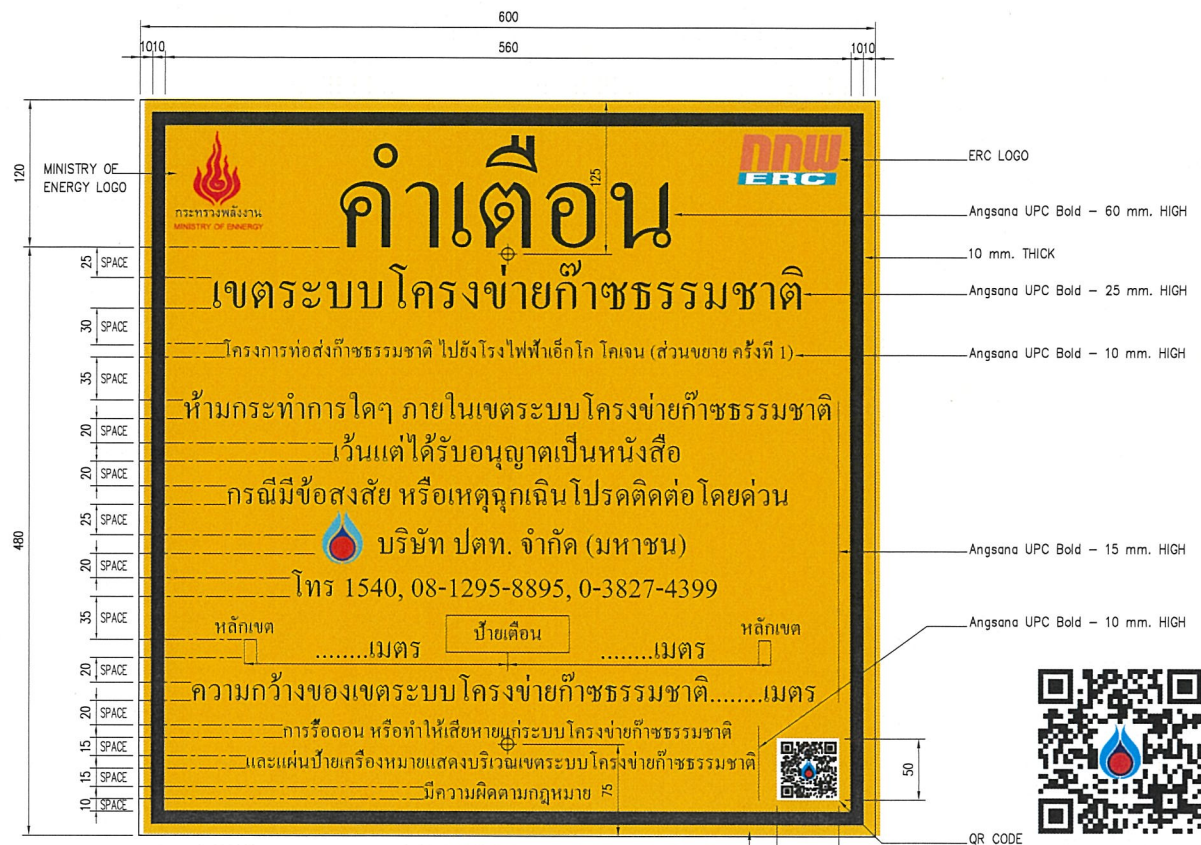 600
1010
560
1010
120
MINISTRY OF
ENERGY LOGO
กระทรวงพลังงาน
MINISTRY OF ENNERGY
คำเตือน
125
กกพ
ERC
ERC LOGO
Angsana UPC Bold – 60 mm. HIGH
25 SPACE
10 mm. THICK
เขตระบบโครงข่ายก๊าซธรรมชาติ
Angsana UPC Bold – 25 mm. HIGH
30 SPACE
โครงการท่อส่งก๊าซธรรมชาติ ไปยังโรงไฟฟ้าเอ็กโก โคเจน (ส่วนขยาย ครั้งที่ 1)
Angsana UPC Bold – 10 mm. HIGH
35 SPACE
ห้ามกระทำการใดๆ ภายในเขตระบบโครงข่ายก๊าซธรรมชาติ
20 SPACE
เว้นแต่ได้รับอนุญาตเป็นหนังสือ
20 SPACE
กรณีมีข้อสงสัย หรือเหตุฉุกเฉินโปรดติดต่อโดยด่วน
25 SPACE
480
บริษัท ปตท. จำกัด (มหาชน)
Angsana UPC Bold – 15 mm. HIGH
20 SPACE
โทร 1540, 08-1295-8895, 0-3827-4399
35 SPACE
หลักเขต
ป้ายเตือน
หลักเขต
Angsana UPC Bold – 10 mm. HIGH
........เมตร
........เมตร
20 SPACE
ความกว้างของเขตระบบโครงข่ายก๊าซธรรมชาติ........เมตร
20 SPACE
การรื้อถอน หรือทำให้เสียหายแก่ระบบโครงข่ายก๊าซธรรมชาติ
15 SPACE
และแผ่นป้ายเครื่องหมายแสดงบริเวณเขตระบบโครงข่ายก๊าซธรรมชาติ
15 SPACE
มีความผิดตามกฎหมาย
75
50
10 SPACE
QR CODE